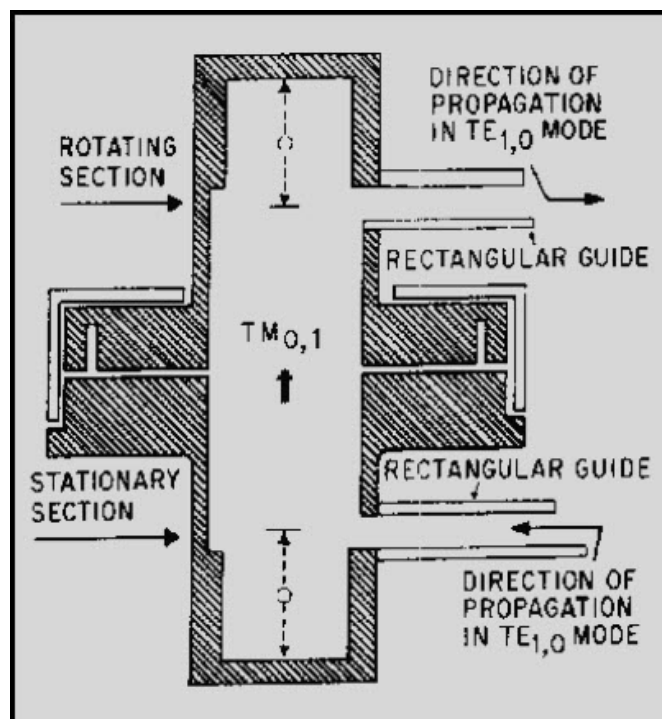 DIRECTION OF
PROPAGATION
IN TE1,0 MODE
ROTATING
SECTION
RECTANGULAR GUIDE
TM0,1
RECTANGULAR GUIDE
STATIONARY
SECTION
DIRECTION OF
PROPAGATION
IN TE1,0 MODE